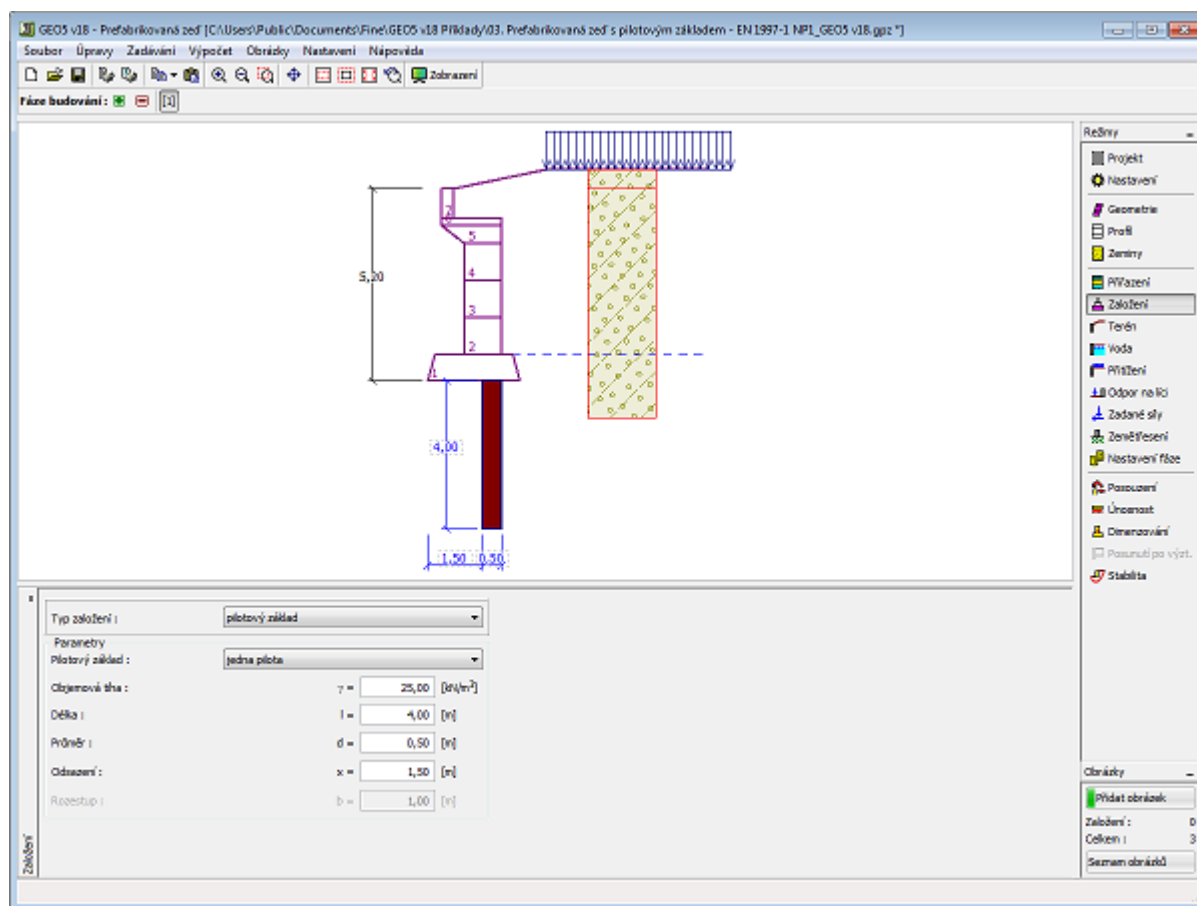 GEO5 v18 - Prefabrikovaná zeď [C:\Users\Public\Documents\Fine\GEO5 v18 Příklady\03. Prefabrikovaná zeď s pilotovým základem - EN 1997-1 NP1_GEO5 v18.gpz *]
Soubor Úpravy Zadávání Výpočet Obrázky Nastavení Nápověda
Zobrazení
Fáze budování : [1]
5,20
7
6
5
4
3
2
1
4,00
1,50 0,50
Režimy
Projekt
Nastavení
Geometrie
Profil
Zeminy
Přiřazení
Založení
Terén
Voda
Přitížení
Odpor na líci
Zadané síly
Zemětřesení
Nastavení fáze
Posouzení
Únosnost
Dimenzování
Posunutí po výzt.
Stabilita
Typ založení : pilotový základ
Parametry
Pilotový základ : jedna pilota
Objemová tíha : γ = 25,00 [kN/m³]
Délka : l = 4,00 [m]
Průměr : d = 0,50 [m]
Odsazení : x = 1,50 [m]
Rozestup : b = 1,00 [m]
Založení
Obrázky
Přidat obrázek
Založení : 0
Celkem : 3
Seznam obrázků